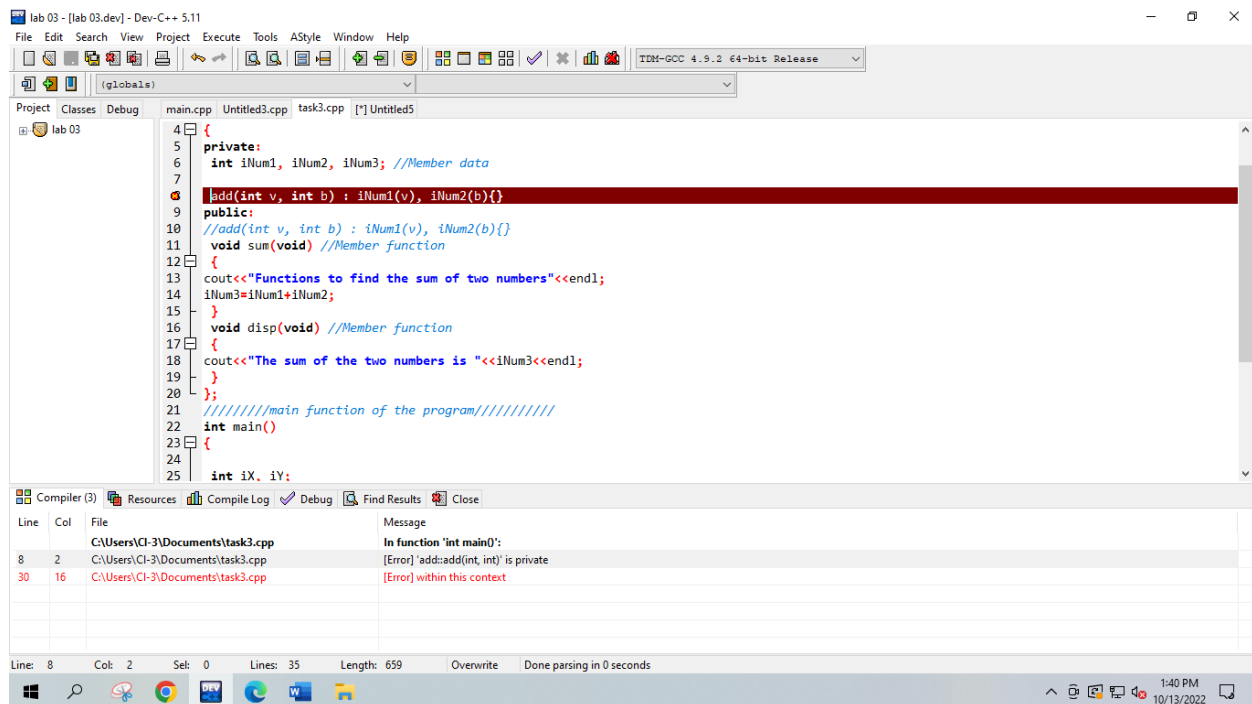 lab 03 - [lab 03.dev] - Dev-C++ 5.11
File Edit Search View Project Execute Tools AStyle Window Help
TDM-GCC 4.9.2 64-bit Release
(globals)
Project Classes Debug main.cpp Untitled3.cpp task3.cpp [*] Untitled5
lab 03
4 {
5 private:
6 int iNum1, iNum2, iNum3; //Member data
7
add(int v, int b) : iNum1(v), iNum2(b){}
9 public:
10 //add(int v, int b) : iNum1(v), iNum2(b){}
11 void sum(void) //Member function
12 {
13 cout<<"Functions to find the sum of two numbers"<<endl;
14 iNum3=iNum1+iNum2;
15 }
16 void disp(void) //Member function
17 {
18 cout<<"The sum of the two numbers is "<<iNum3<<endl;
19 }
20 };
21 /////////main function of the program///////////
22 int main()
23 {
24
25 int iX, iY;
Compiler (3) Resources Compile Log Debug Find Results Close
Line Col File Message
C:\Users\CI-3\Documents\task3.cpp In function 'int main()':
8 2 C:\Users\CI-3\Documents\task3.cpp [Error] 'add::add(int, int)' is private
30 16 C:\Users\CI-3\Documents\task3.cpp [Error] within this context
Line: 8 Col: 2 Sel: 0 Lines: 35 Length: 659 Overwrite Done parsing in 0 seconds
1:40 PM
10/13/2022